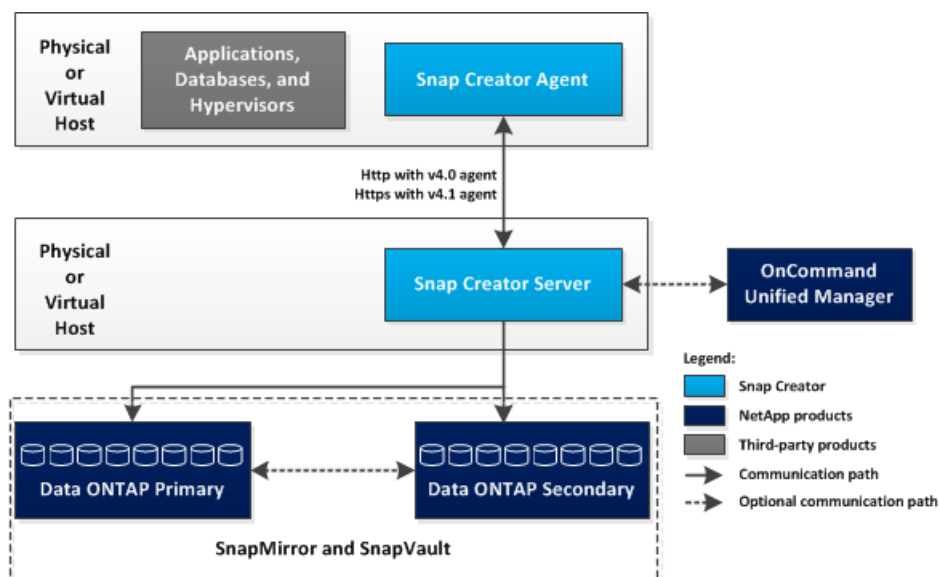 Physical
or
Virtual
Host
Applications,
Databases, and
Hypervisors
Snap Creator Agent
Http with v4.0 agent
Https with v4.1 agent
Physical
or
Virtual
Host
Snap Creator Server
OnCommand
Unified Manager
Legend:
Snap Creator
NetApp products
Third-party products
Communication path
Optional communication path
Data ONTAP Primary
Data ONTAP Secondary
SnapMirror and SnapVault